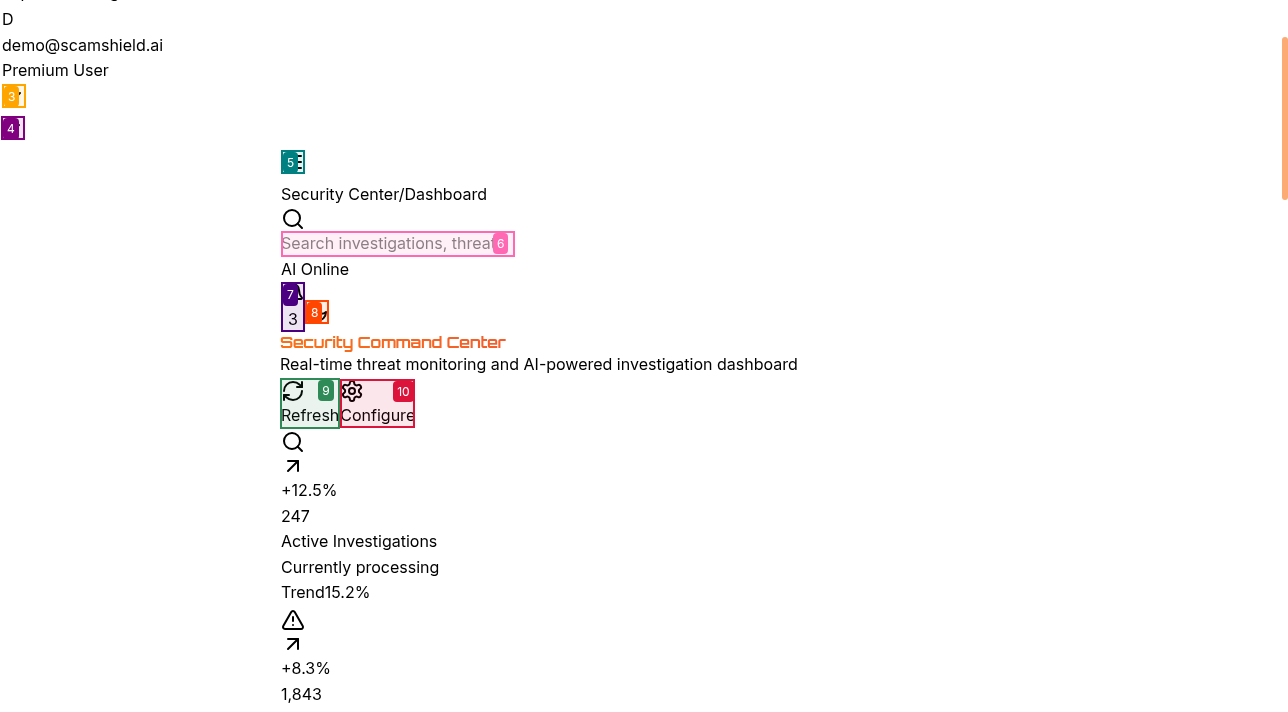 D
demo@scamshield.ai
Premium User
3
4
5
Security Center/Dashboard
Search investigations, threat
6
AI Online
7
3
8
Security Command Center
Real-time threat monitoring and AI-powered investigation dashboard
9
Refresh
10
Configure
+12.5%
247
Active Investigations
Currently processing
Trend15.2%
+8.3%
1,843